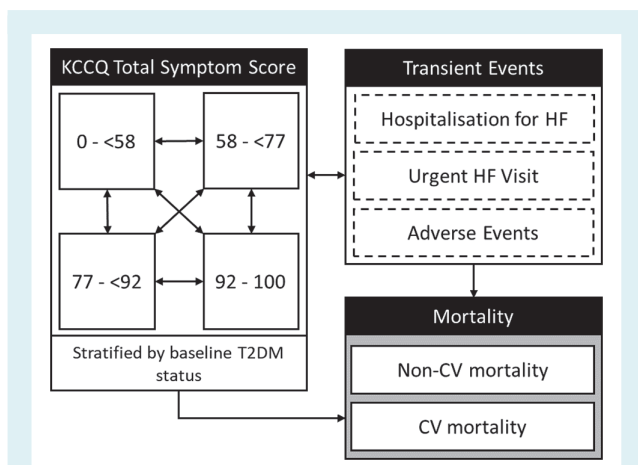 KCCQ Total Symptom Score
0 - <58
58 - <77
77 - <92
92 - 100
Stratified by baseline T2DM
status
Transient Events
Hospitalisation for HF
Urgent HF Visit
Adverse Events
Mortality
Non-CV mortality
CV mortality